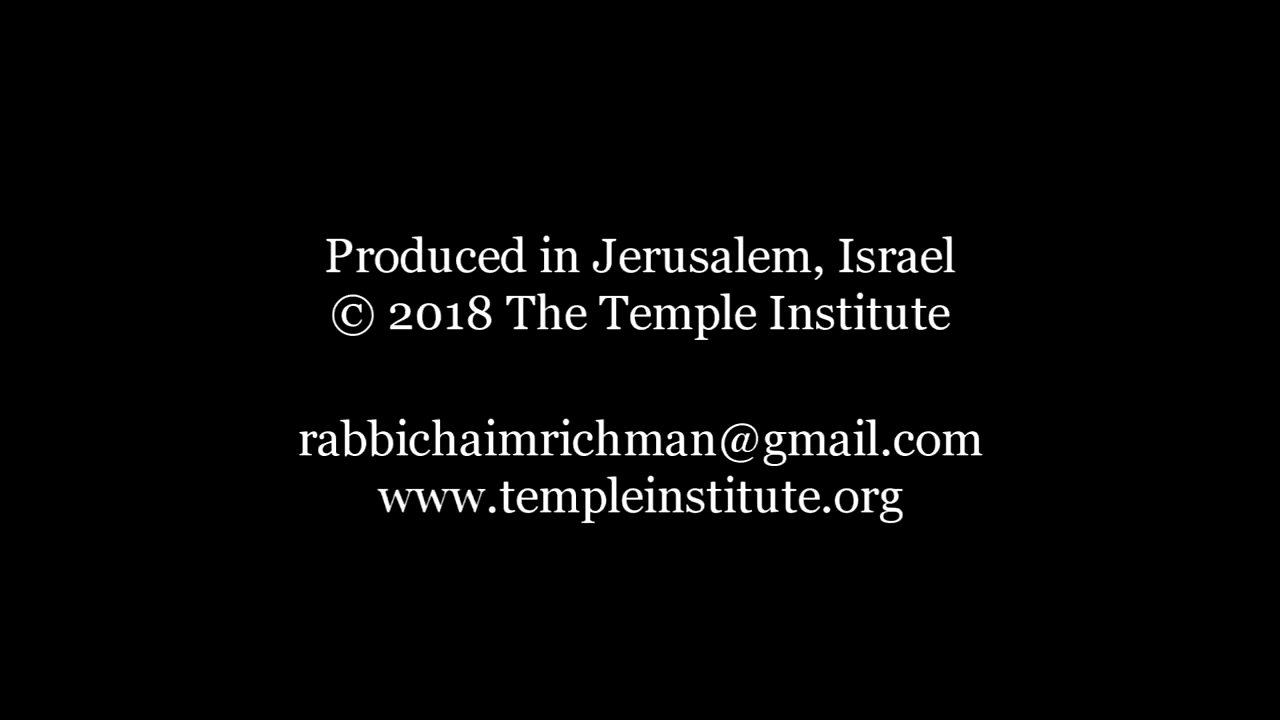 Produced in Jerusalem, Israel
© 2018 The Temple Institute
rabbichaimrichman@gmail.com
www.templeinstitute.org